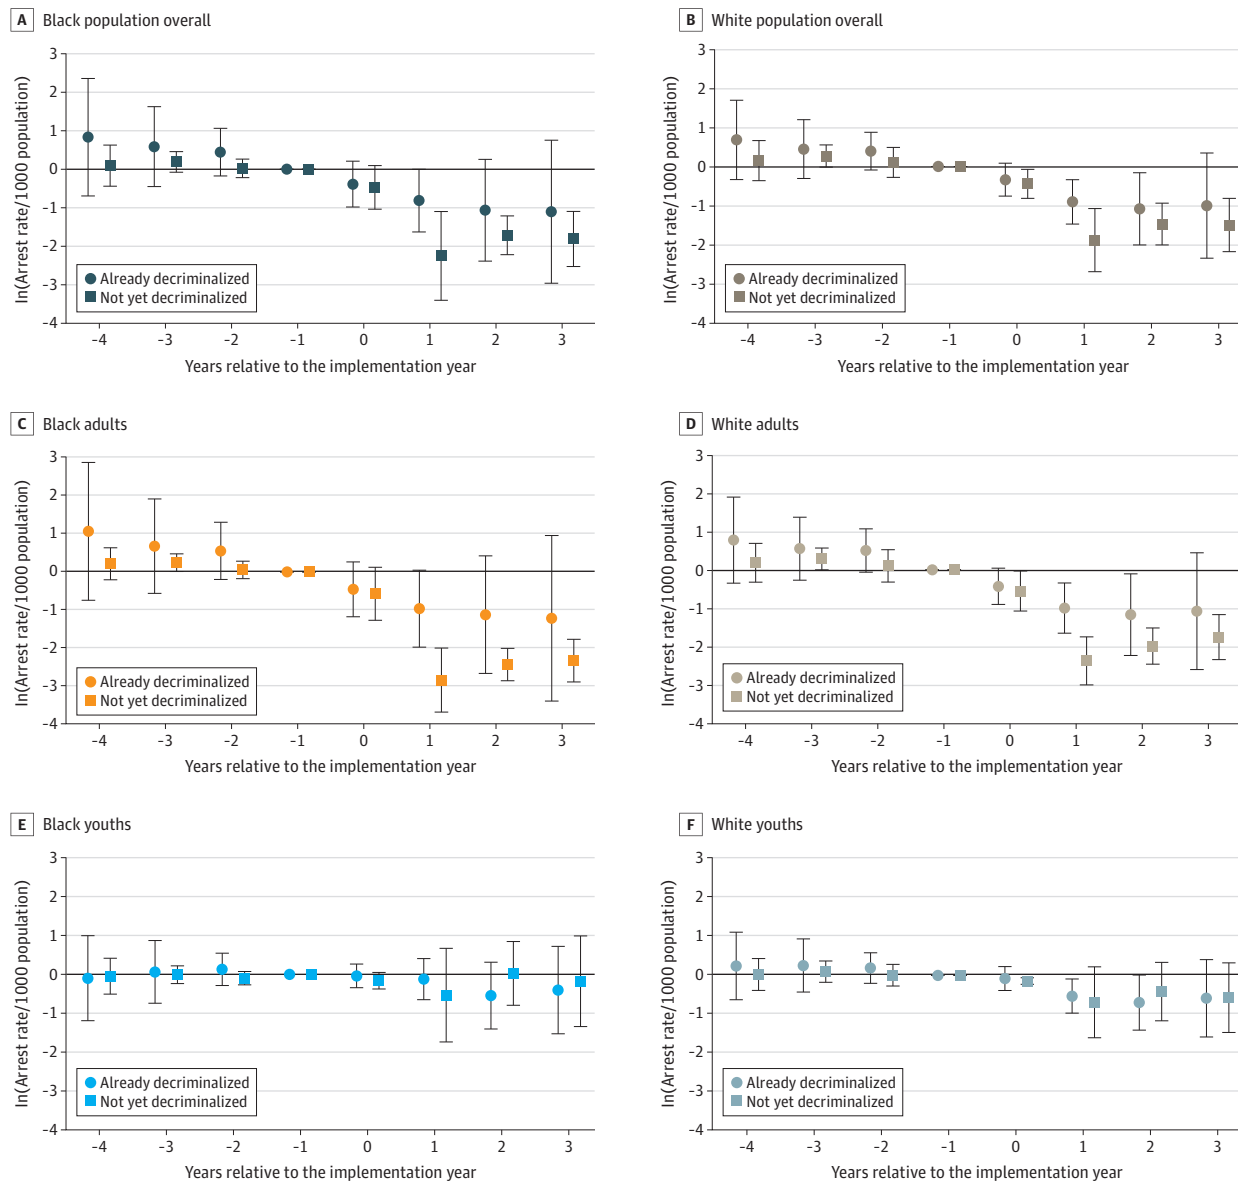 A Black population overall
ln(Arrest rate/1000 population)
3
2
1
0
-1
-2
-3
-4
Already decriminalized
Not yet decriminalized
-4 -3 -2 -1 0 1 2 3
Years relative to the implementation year
B White population overall
ln(Arrest rate/1000 population)
3
2
1
0
-1
-2
-3
-4
Already decriminalized
Not yet decriminalized
-4 -3 -2 -1 0 1 2 3
Years relative to the implementation year
C Black adults
ln(Arrest rate/1000 population)
3
2
1
0
-1
-2
-3
-4
Already decriminalized
Not yet decriminalized
-4 -3 -2 -1 0 1 2 3
Years relative to the implementation year
D White adults
ln(Arrest rate/1000 population)
3
2
1
0
-1
-2
-3
-4
Already decriminalized
Not yet decriminalized
-4 -3 -2 -1 0 1 2 3
Years relative to the implementation year
E Black youths
ln(Arrest rate/1000 population)
3
2
1
0
-1
-2
-3
-4
Already decriminalized
Not yet decriminalized
-4 -3 -2 -1 0 1 2 3
Years relative to the implementation year
F White youths
ln(Arrest rate/1000 population)
3
2
1
0
-1
-2
-3
-4
Already decriminalized
Not yet decriminalized
-4 -3 -2 -1 0 1 2 3
Years relative to the implementation year